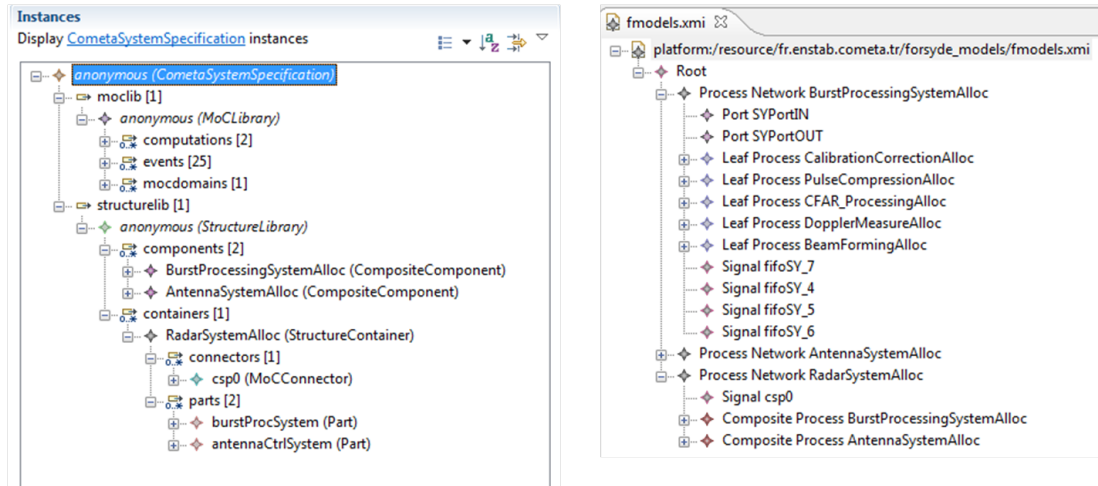 Instances
Display CometaSystemSpecification instances
anonymous (CometaSystemSpecification)
moclib [1]
anonymous (MoCLibrary)
computations [2]
events [25]
mocdomains [1]
structurelib [1]
anonymous (StructureLibrary)
components [2]
BurstProcessingSystemAlloc (CompositeComponent)
AntennaSystemAlloc (CompositeComponent)
containers [1]
RadarSystemAlloc (StructureContainer)
connectors [1]
csp0 (MoCConnector)
parts [2]
burstProcSystem (Part)
antennaCtrlSystem (Part)
fmodels.xmi
platform:/resource/fr.enstab.cometa.tr/forsyde_models/fmodels.xmi
Root
Process Network BurstProcessingSystemAlloc
Port SYPortIN
Port SYPortOUT
Leaf Process CalibrationCorrectionAlloc
Leaf Process PulseCompressionAlloc
Leaf Process CFAR_ProcessingAlloc
Leaf Process DopplerMeasureAlloc
Leaf Process BeamFormingAlloc
Signal fifoSY_7
Signal fifoSY_4
Signal fifoSY_5
Signal fifoSY_6
Process Network AntennaSystemAlloc
Process Network RadarSystemAlloc
Signal csp0
Composite Process BurstProcessingSystemAlloc
Composite Process AntennaSystemAlloc